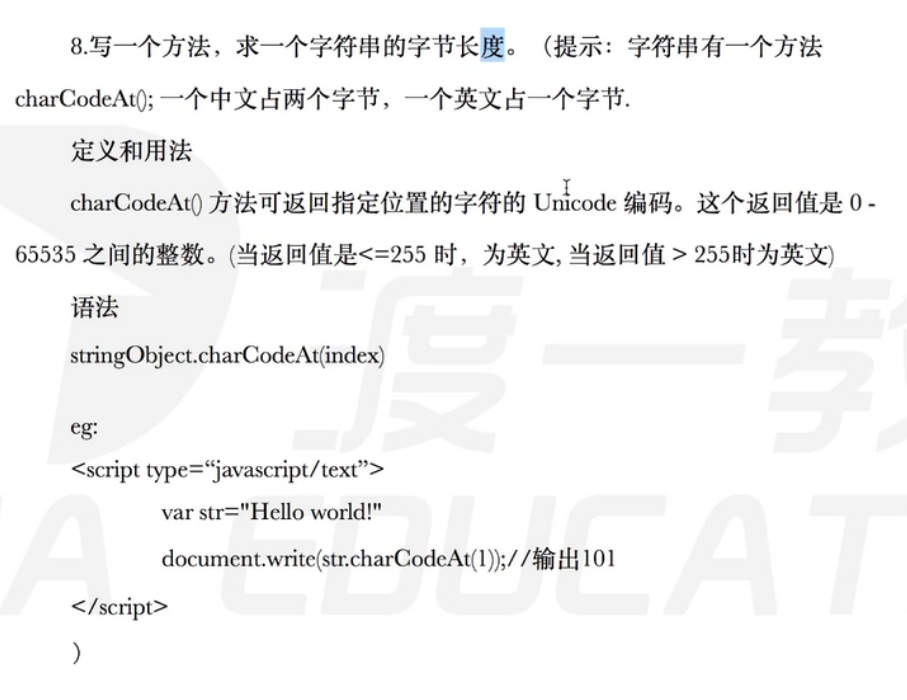 8.写一个方法，求一个字符串的字节长度。（提示：字符串有一个方法
charCodeAt(); 一个中文占两个字节，一个英文占一个字节.
定义和用法
charCodeAt() 方法可返回指定位置的字符的 Unicode 编码。这个返回值是 0 -
65535 之间的整数。(当返回值是<=255 时，为英文, 当返回值 > 255时为英文)
语法
stringObject.charCodeAt(index)
eg:
<script type=“javascript/text”>
var str="Hello world!"
document.write(str.charCodeAt(1));//输出101
</script>
）
渡一教
A EDUCAT